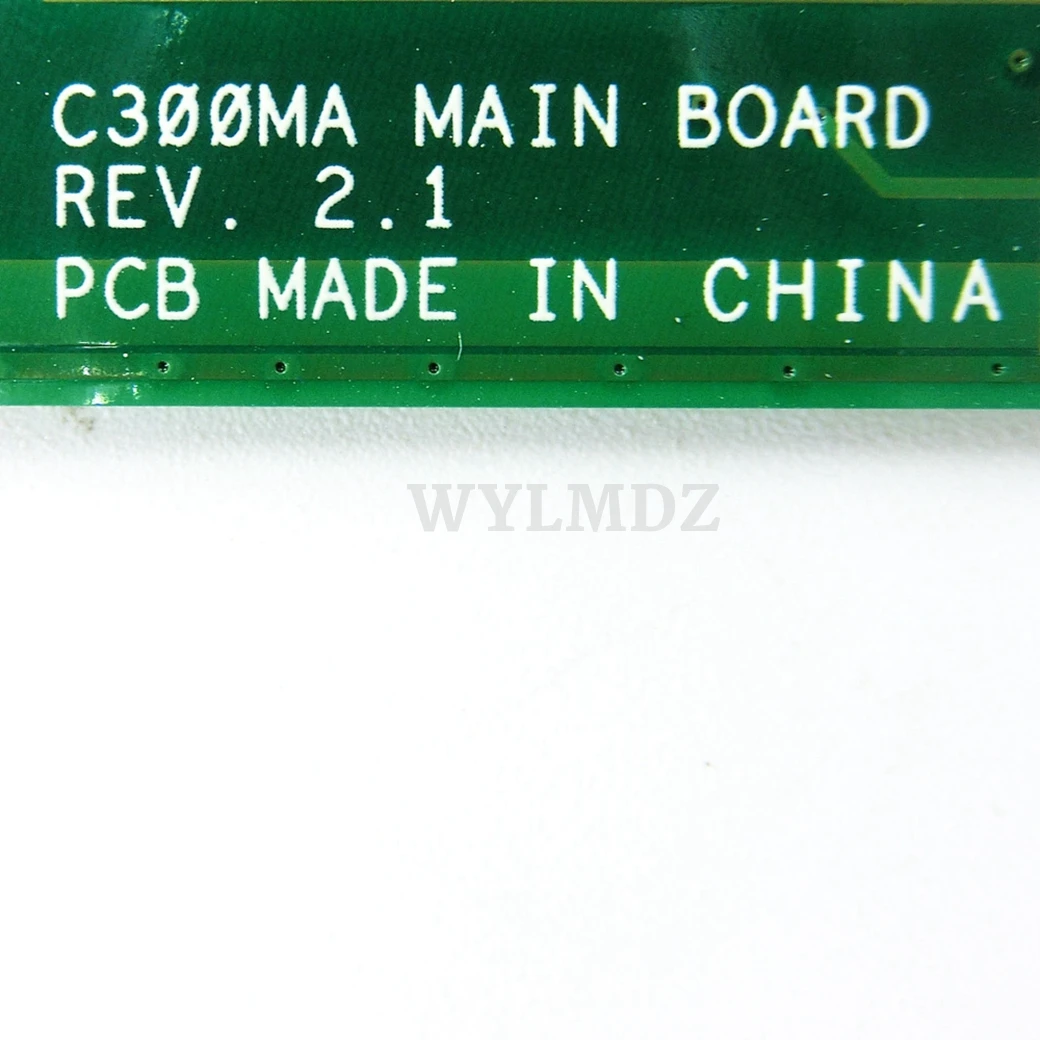 C300MA MAIN BOARD
REV. 2.1
PCB MADE IN CHINA
WYLMDZ